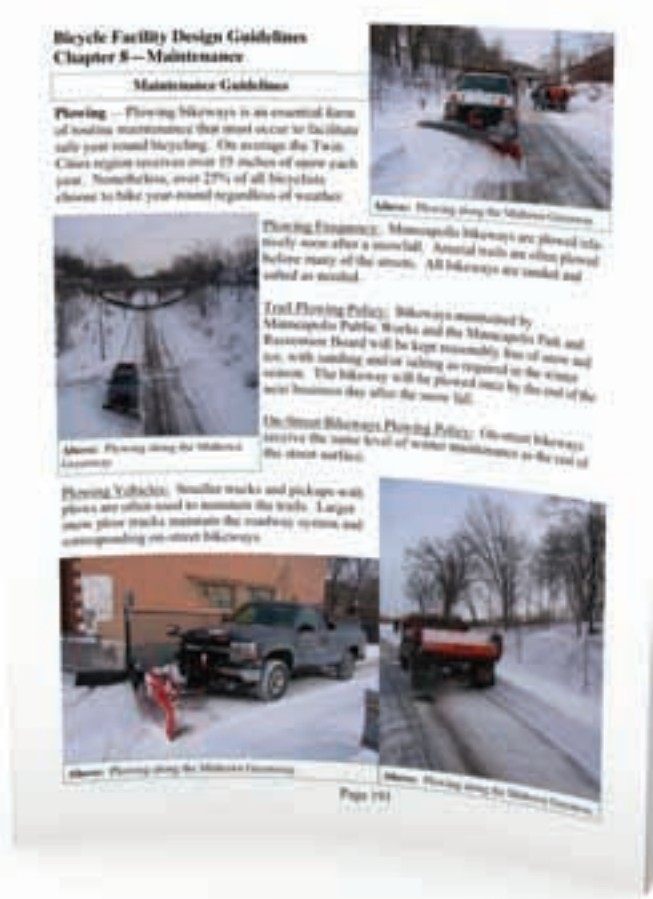 Bicycle Facility Design Guidelines
Chapter 8—Maintenance
Maintenance Guidelines
Plowing – Plowing bikeways is an essential form
of routine maintenance that must occur to facilitate
safe year round bicycling. On average the Twin
Cities region receives over inches of snow each
year. Nonetheless, over 25% of all bicyclists
choose to bike year-round regardless of weather.
Above: Plowing along the Midtown Greenway
Plowing Frequency: Minneapolis bikeways are plowed rela-
tively soon after a snowfall. Arterial trails are often plowed
before many of the streets. All bikeways are sanded and
salted as needed.
Trail Plowing Policy: Bikeways maintained by
Minneapolis Public Works and the Minneapolis Park and
Recreation Board will be kept reasonably free of snow and
ice, with sanding and/or salting as required in the winter
season. The bikeway will be plowed once by the end of the
next business day after the snow fall.
On-Street Bikeways Plowing Policy: On-street bikeways
receive the same level of winter maintenance as the rest of
the street surface.
Above: Plowing along the Midtown
Greenway
Plowing Vehicles: Smaller trucks and pickups with
plows are often used to maintain the trails. Larger
snow plow trucks maintain the roadway system and
corresponding on-street bikeways.
Above: Plowing along the Midtown Greenway
Above: Plowing along the Midtown Greenway
Page